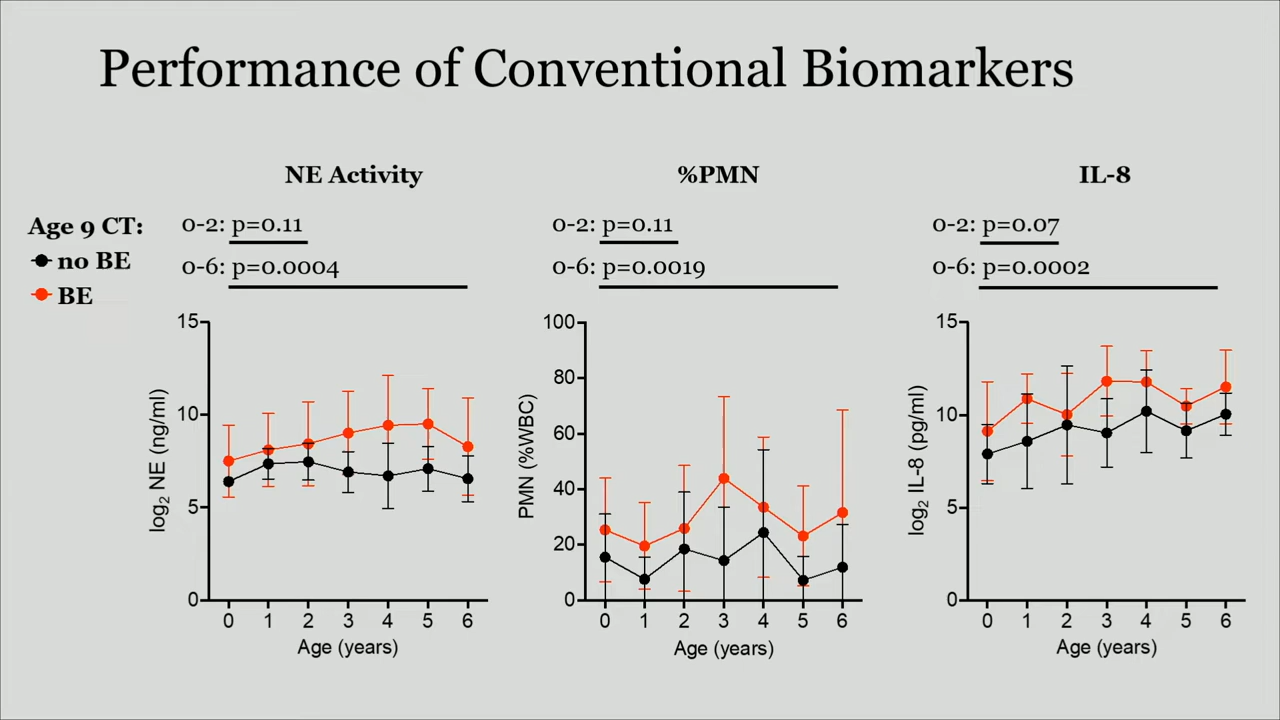 Performance of Conventional Biomarkers
Age 9 CT:
no BE
BE
NE Activity
0-2: p=0.11
0-6: p=0.0004
15
10
5
0
log2 NE (ng/ml)
0 1 2 3 4 5 6
Age (years)
%PMN
0-2: p=0.11
0-6: p=0.0019
100
80
60
40
20
0
PMN (%WBC)
0 1 2 3 4 5 6
Age (years)
IL-8
0-2: p=0.07
0-6: p=0.0002
15
10
5
0
log2 IL-8 (pg/ml)
0 1 2 3 4 5 6
Age (years)